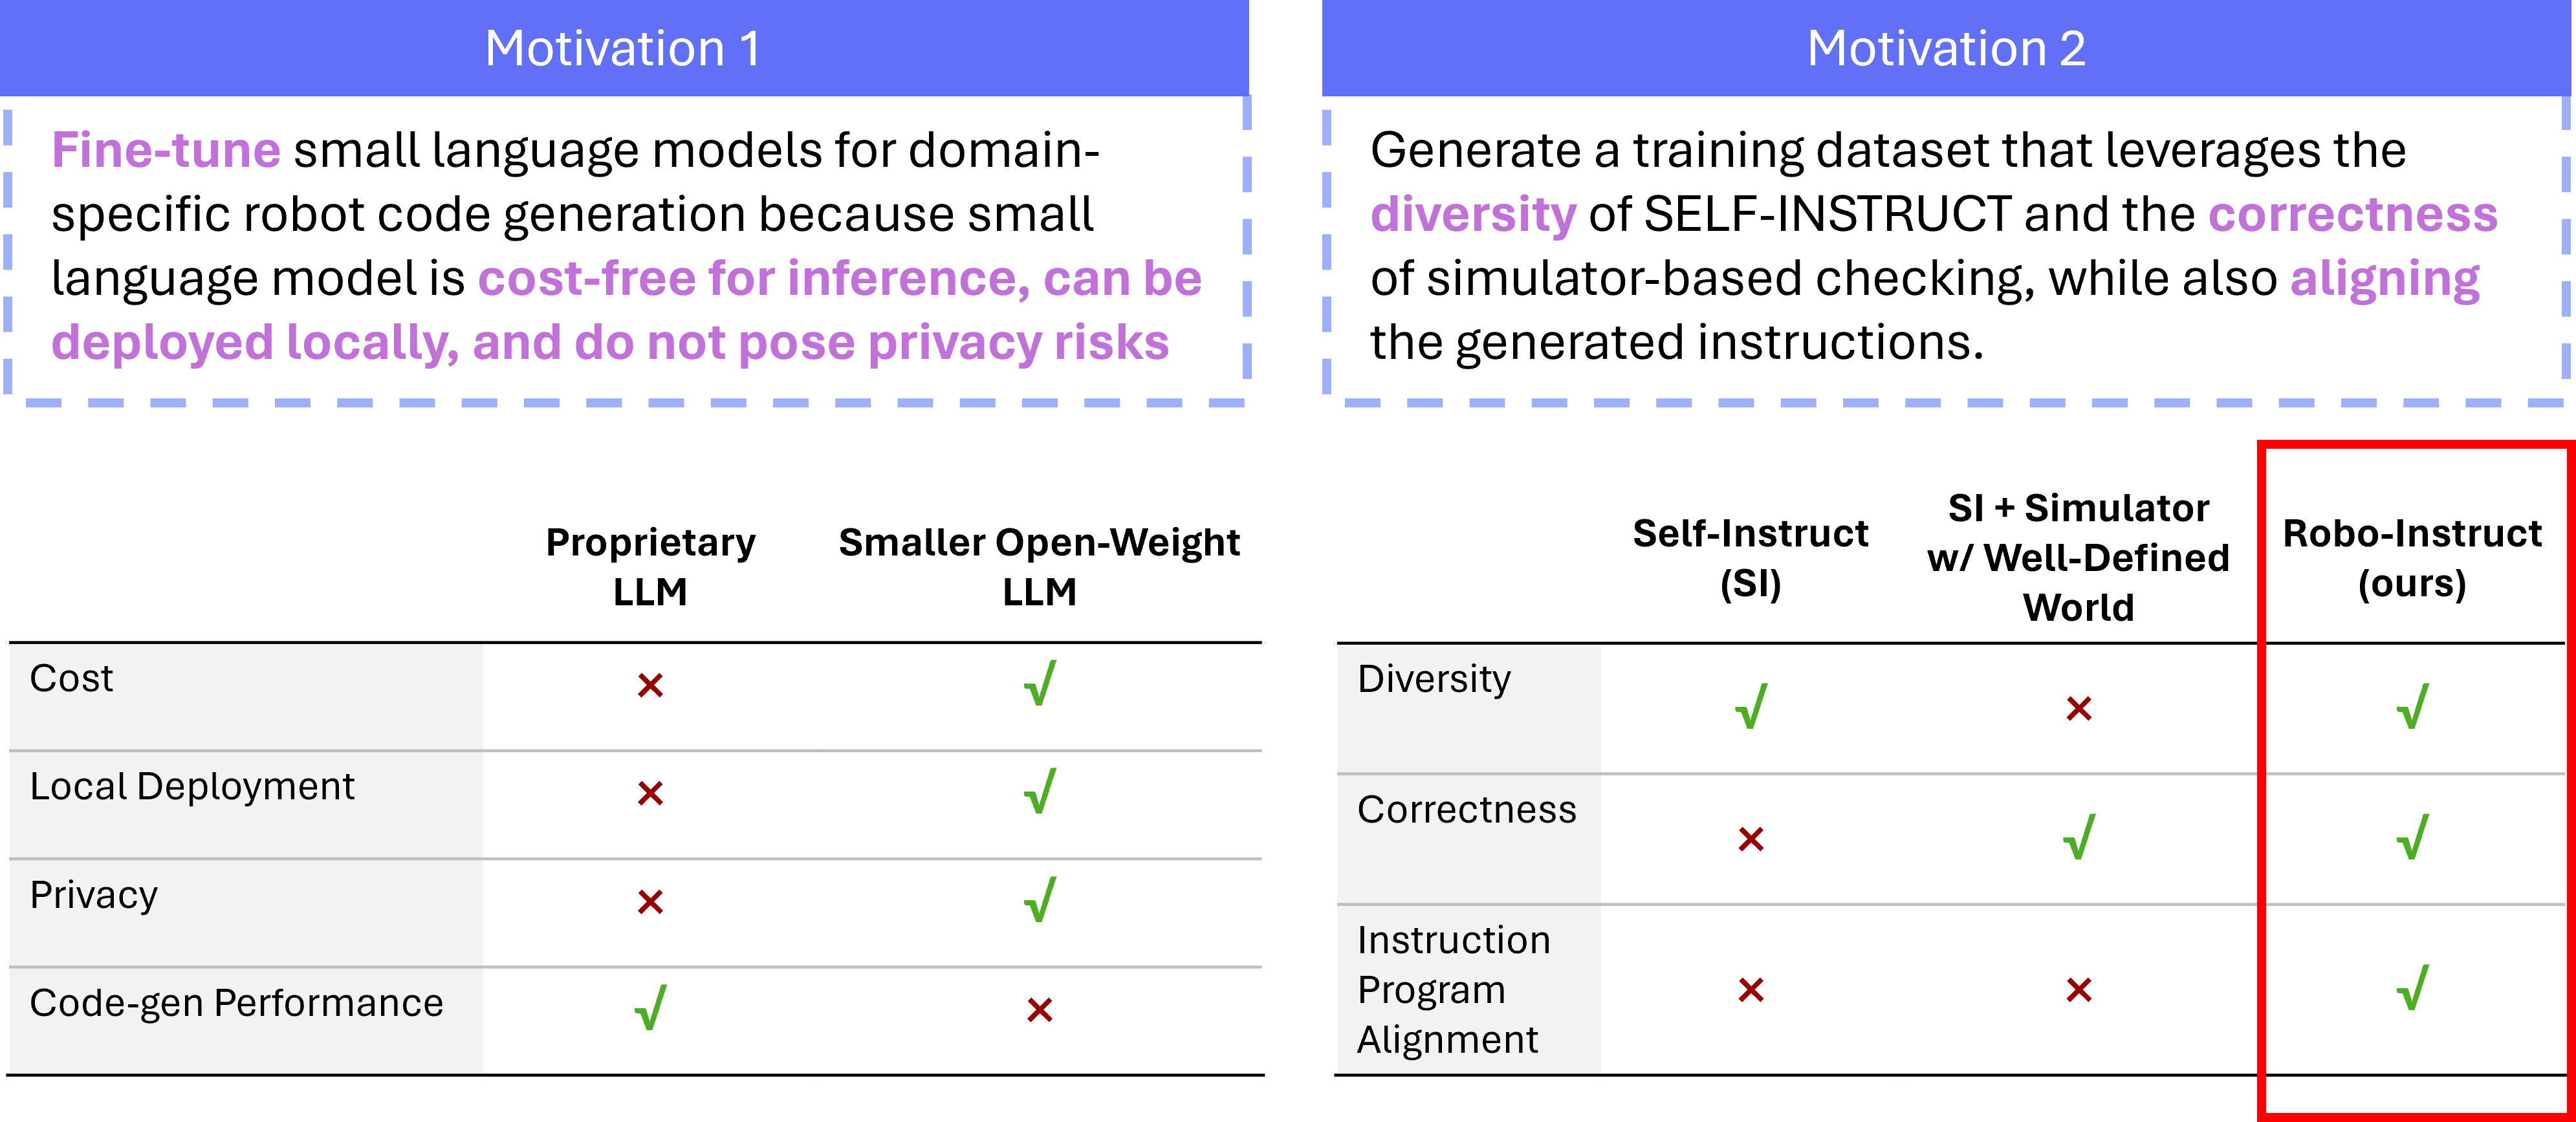 Motivation 1
Fine-tune small language models for domain-
specific robot code generation because small
language model is cost-free for inference, can be
deployed locally, and do not pose privacy risks
Proprietary
LLM
Smaller Open-Weight
LLM
Cost × √
Local Deployment × √
Privacy × √
Code-gen Performance √ ×
Motivation 2
Generate a training dataset that leverages the
diversity of SELF-INSTRUCT and the correctness
of simulator-based checking, while also aligning
the generated instructions.
Self-Instruct
(SI)
SI + Simulator
w/ Well-Defined
World
Robo-Instruct
(ours)
Diversity √ × √
Correctness × √ √
Instruction
Program
Alignment × × √